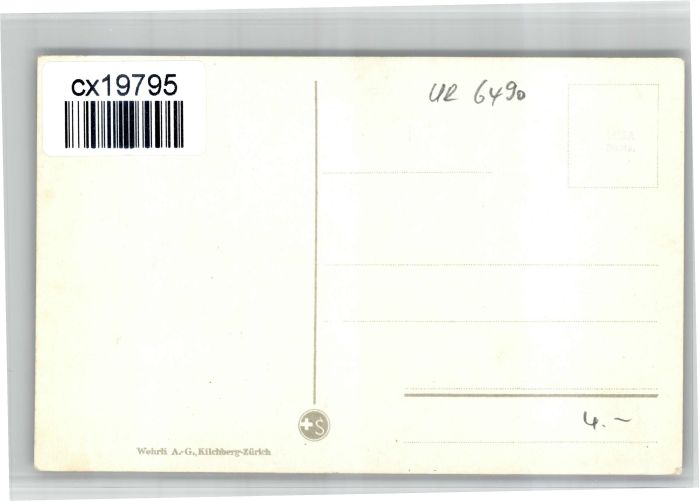 cx19795
UR 6490
+S
4.-
Wehrli A.-G., Kilchberg-Zürich